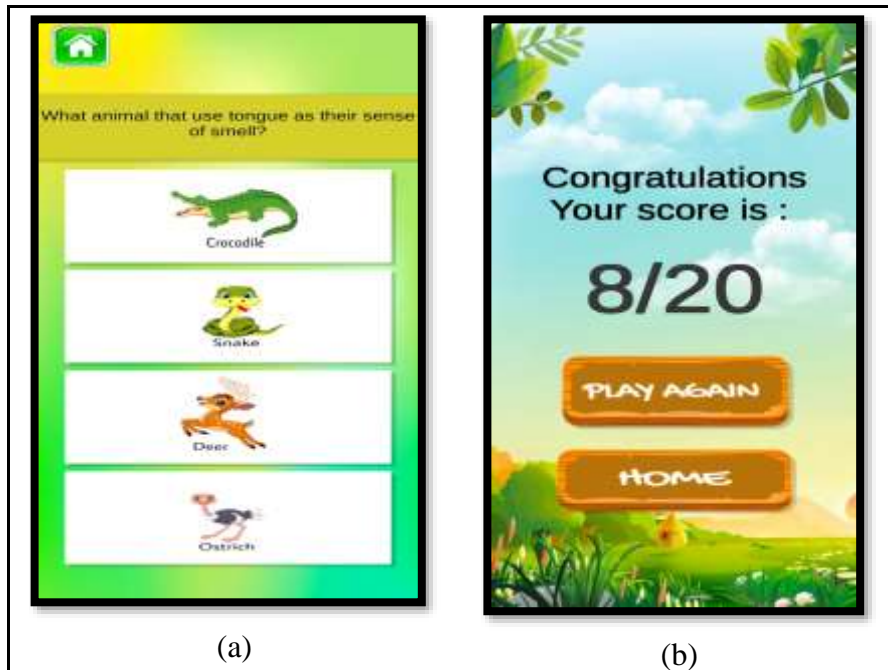 What animal that use tongue as their sense
of smell?
Crocodile
Snake
Deer
Ostrich
(a)
Congratulations
Your score is :
8/20
PLAY AGAIN
HOME
(b)